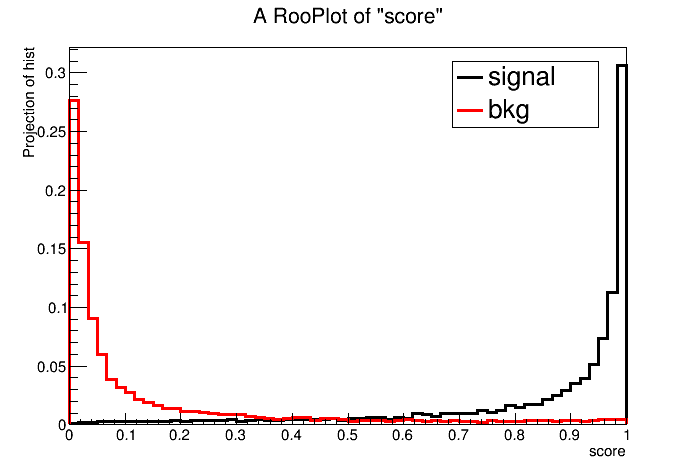 A RooPlot of "score"
Projection of hist
0.3
0.25
0.2
0.15
0.1
0.05
0
signal
bkg
0 0.1 0.2 0.3 0.4 0.5 0.6 0.7 0.8 0.9 1
score